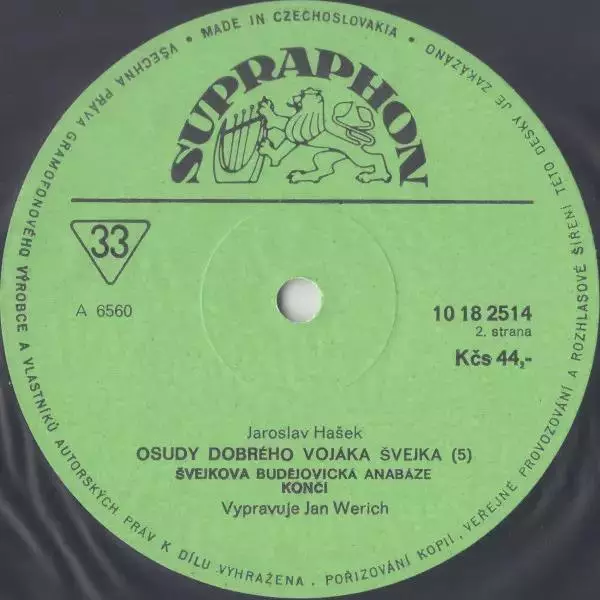 VŠECHNA PRÁVA GRAMOFONOVÉHO VÝROBCE A VLASTNÍKŮ AUTORSKÝCH PRÁV K DÍLU VYHRAŽENA. POŘIZOVÁNÍ KOPIÍ, VEŘEJNÉ PROVOZOVÁNÍ A ROZHLASOVÉ ŠÍŘENÍ TÉTO DESKY JE ZAKÁZÁNO • MADE IN CZECHOSLOVAKIA •
SUPRAPHON
33
A 6560
10 18 2514
2. strana
Kčs 44,-
Jaroslav Hašek
OSUDY DOBRÉHO VOJÁKA ŠVEJKA (5)
ŠVEJKOVA BUDĚJOVICKÁ ANABÁZE
KONČÍ
Vypravuje Jan Werich